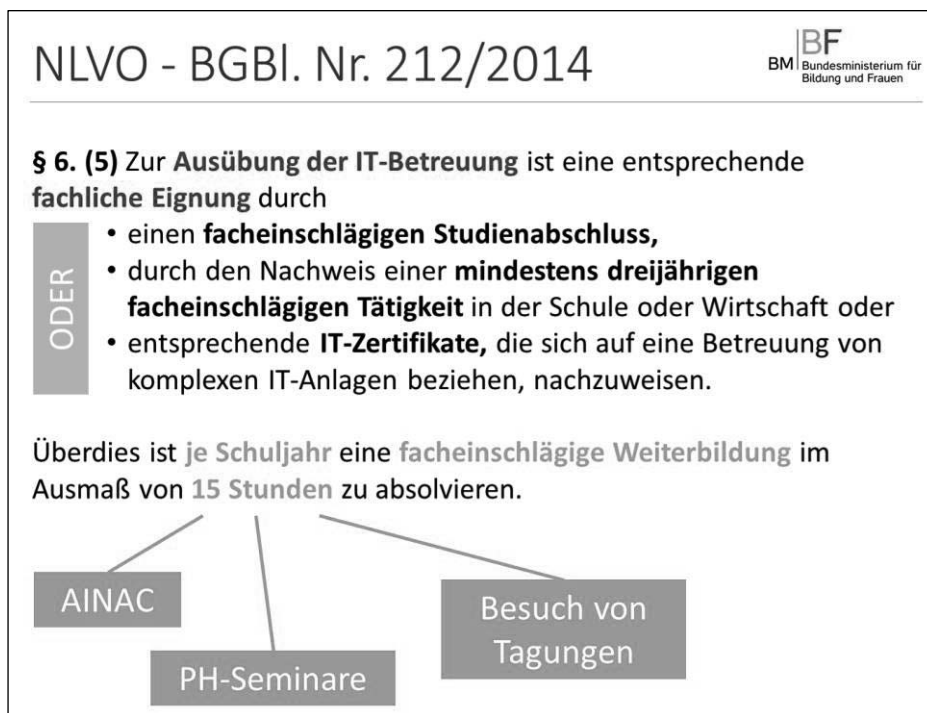 NLVO - BGBl. Nr. 212/2014
BF
BM Bundesministerium für
Bildung und Frauen
§ 6. (5) Zur Ausübung der IT-Betreuung ist eine entsprechende
fachliche Eignung durch
ODER
• einen facheinschlägigen Studienabschluss,
• durch den Nachweis einer mindestens dreijährigen
facheinschlägigen Tätigkeit in der Schule oder Wirtschaft oder
• entsprechende IT-Zertifikate, die sich auf eine Betreuung von
komplexen IT-Anlagen beziehen, nachzuweisen.
Überdies ist je Schuljahr eine facheinschlägige Weiterbildung im
Ausmaß von 15 Stunden zu absolvieren.
AINAC
PH-Seminare
Besuch von
Tagungen